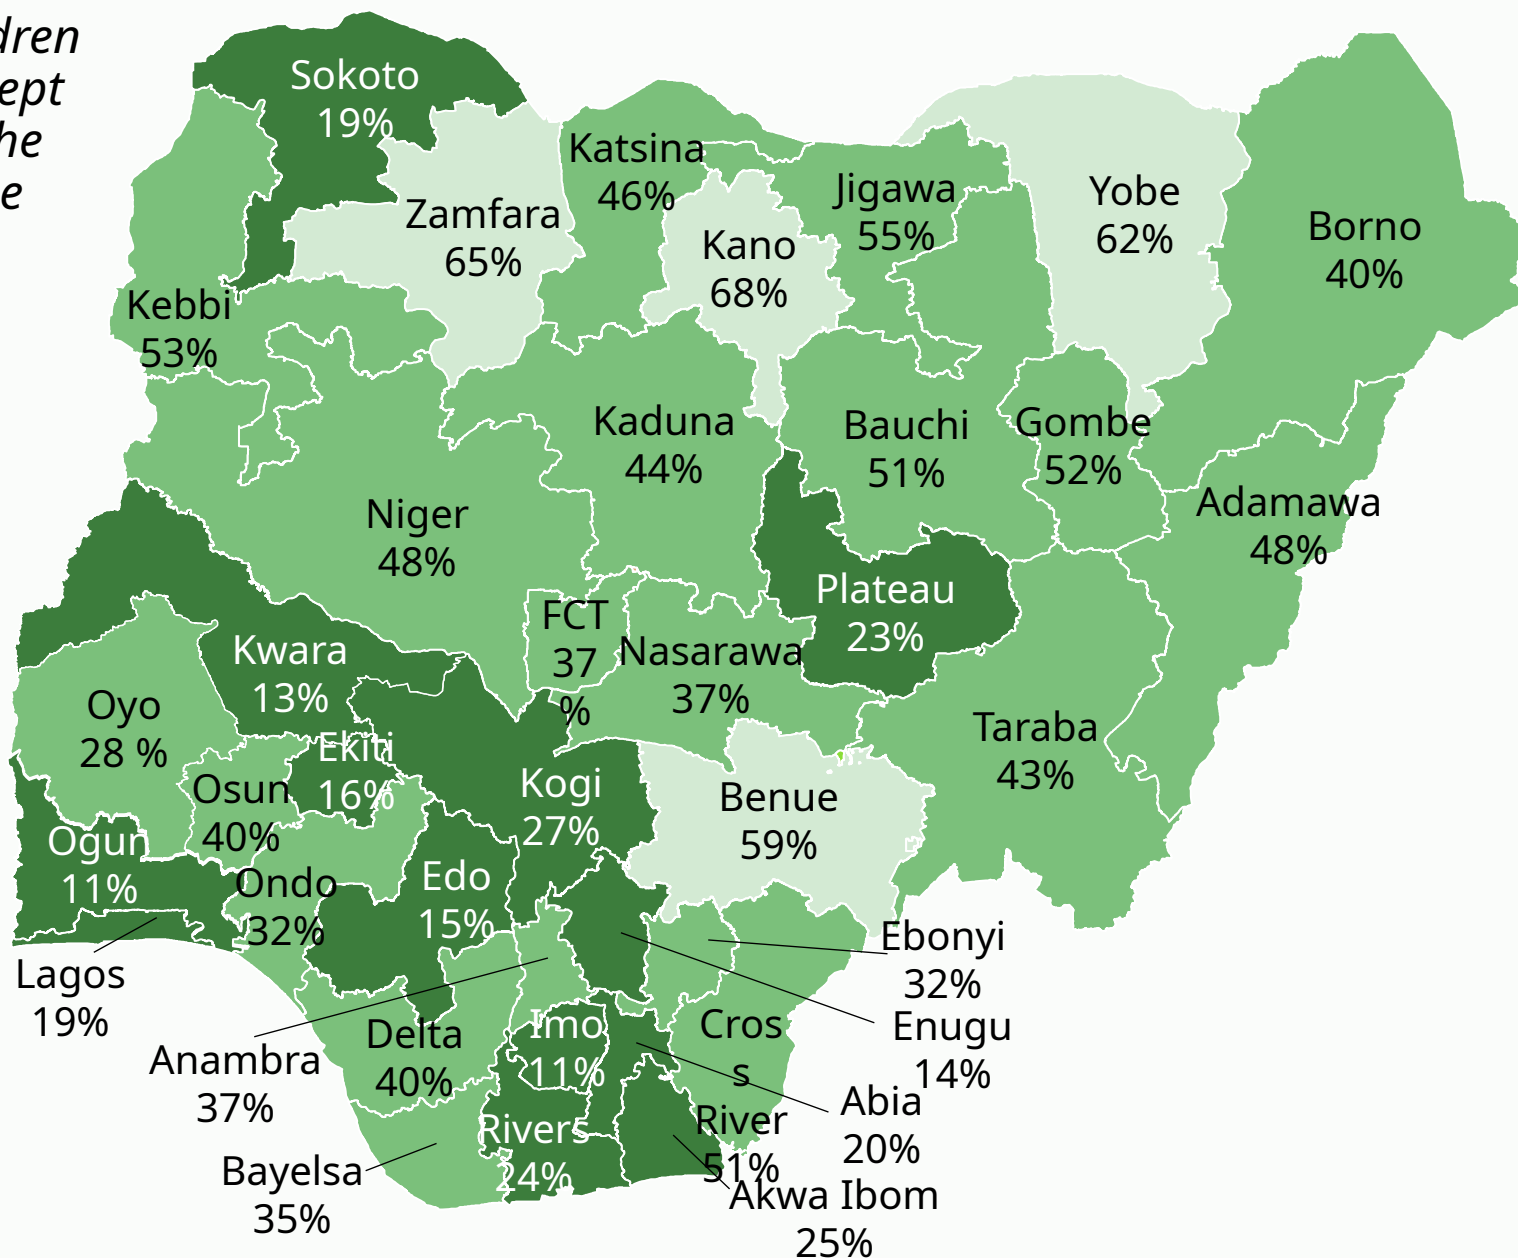 dren
ept
he
e
Sokoto
19%
Katsina
46%
Zamfara
65%
Jigawa
55%
Kano
68%
Yobe
62%
Borno
40%
Kebbi
53%
Kaduna
44%
Bauchi
51%
Gombe
52%
Niger
48%
Adamawa
48%
Plateau
23%
FCT
37
%
Nasarawa
37%
Kwara
13%
Oyo
28 %
Taraba
43%
Ekiti
16%
Osun
40%
Kogi
27%
Benue
59%
Ogun
11%
Ondo
32%
Edo
15%
Ebonyi
32%
Lagos
19%
Enugu
14%
Anambra
37%
Delta
40%
Imo
11%
Cros
s
River
51%
Abia
20%
Rivers
24%
Bayelsa
35%
Akwa Ibom
25%